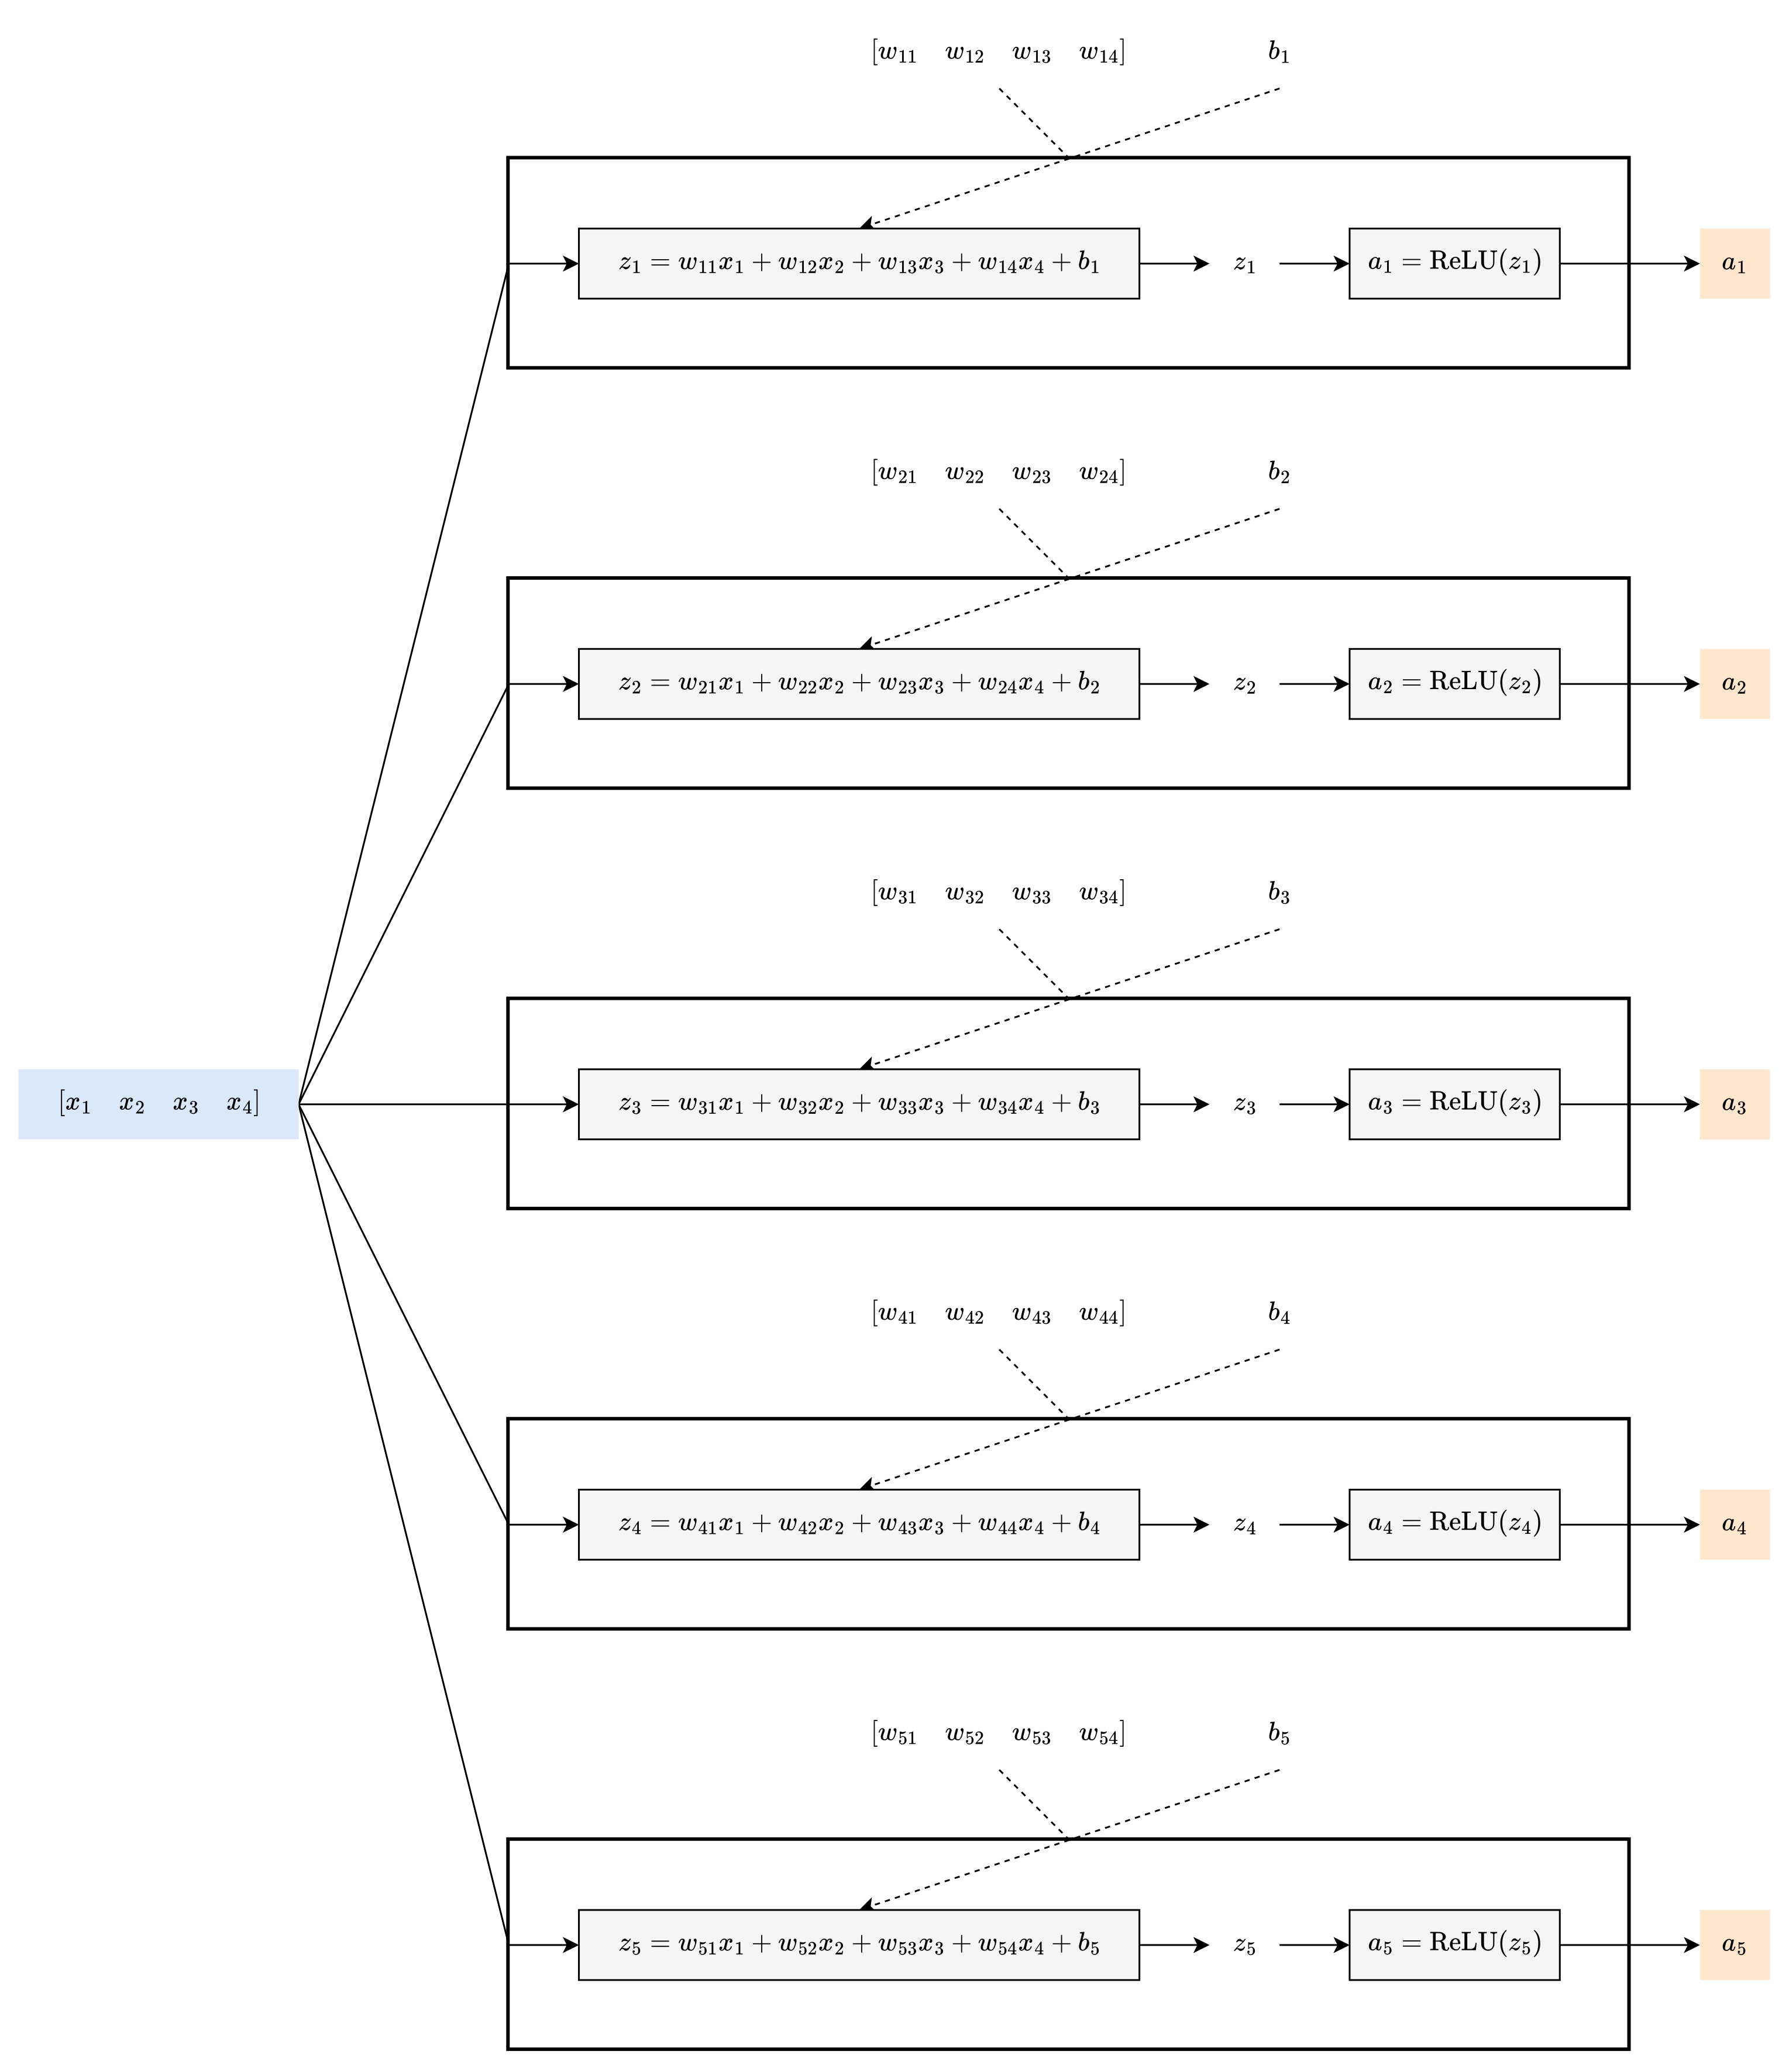 [w₁₁ w₁₂ w₁₃ w₁₄] b₁
z₁ = w₁₁x₁ + w₁₂x₂ + w₁₃x₃ + w₁₄x₄ + b₁ z₁ a₁ = ReLU(z₁) a₁
[w₂₁ w₂₂ w₂₃ w₂₄] b₂
z₂ = w₂₁x₁ + w₂₂x₂ + w₂₃x₃ + w₂₄x₄ + b₂ z₂ a₂ = ReLU(z₂) a₂
[w₃₁ w₃₂ w₃₃ w₃₄] b₃
[x₁ x₂ x₃ x₄] z₃ = w₃₁x₁ + w₃₂x₂ + w₃₃x₃ + w₃₄x₄ + b₃ z₃ a₃ = ReLU(z₃) a₃
[w₄₁ w₄₂ w₄₃ w₄₄] b₄
z₄ = w₄₁x₁ + w₄₂x₂ + w₄₃x₃ + w₄₄x₄ + b₄ z₄ a₄ = ReLU(z₄) a₄
[w₅₁ w₅₂ w₅₃ w₅₄] b₅
z₅ = w₅₁x₁ + w₅₂x₂ + w₅₃x₃ + w₅₄x₄ + b₅ z₅ a₅ = ReLU(z₅) a₅